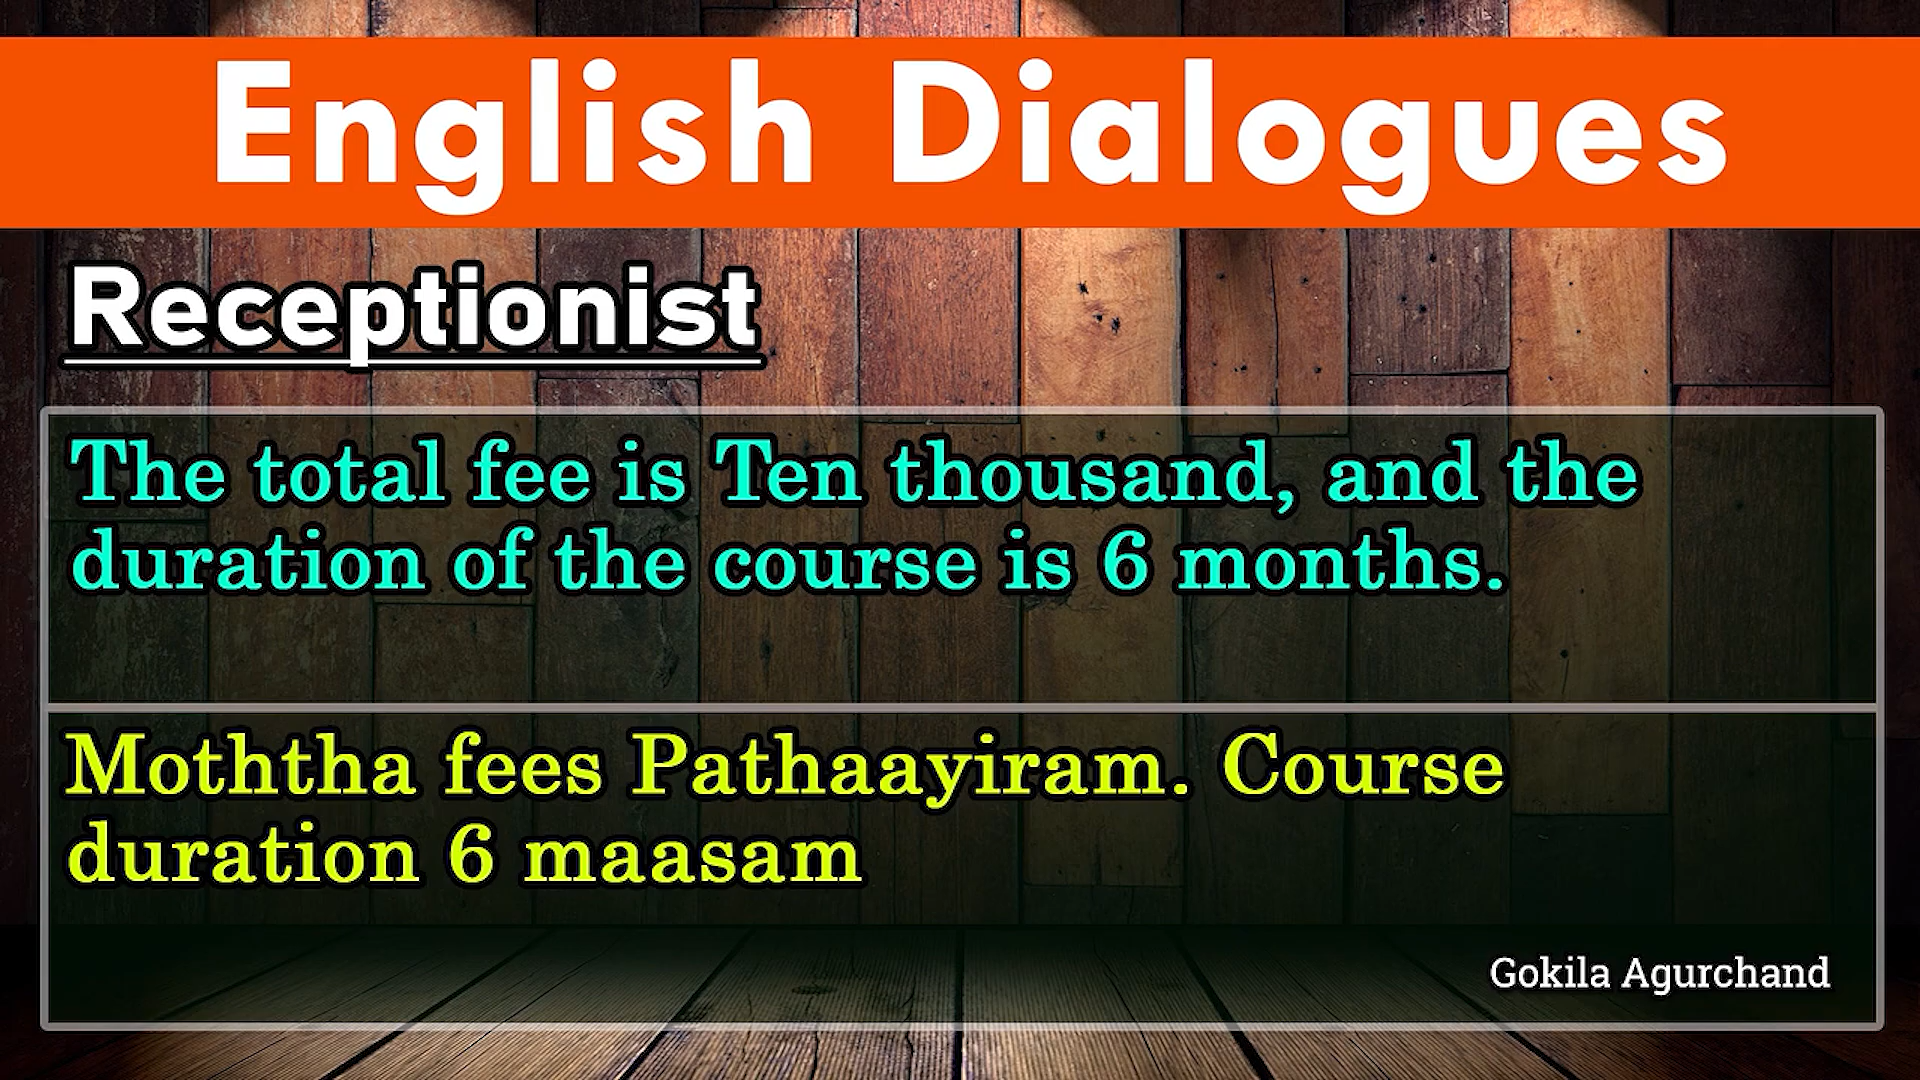 English Dialogues
Receptionist
The total fee is Ten thousand, and the
duration of the course is 6 months.
Moththa fees Pathaayiram. Course
duration 6 maasam
Gokila Agurchand